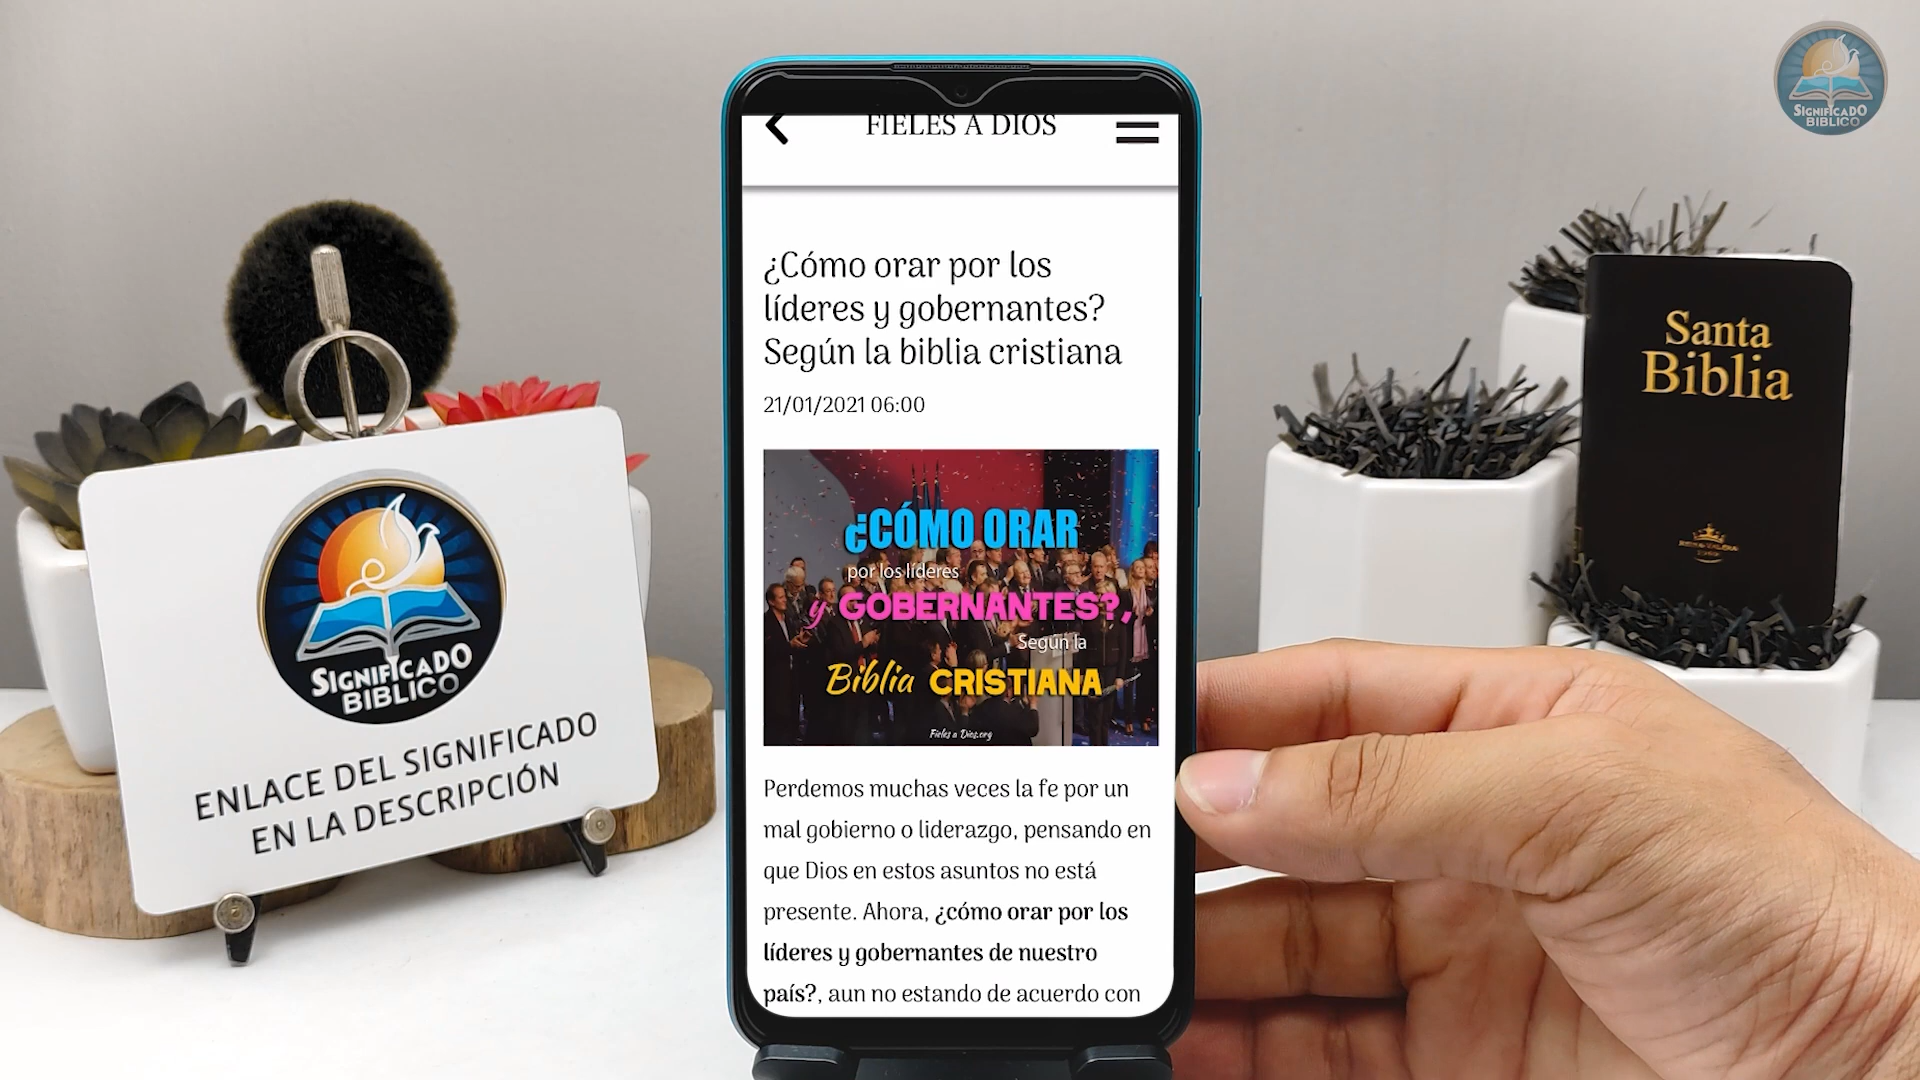 SIGNIFICADO
BIBLICO
FIELES A DIOS
¿Cómo orar por los
líderes y gobernantes?
Según la biblia cristiana
21/01/2021 06:00
¿CÓMO ORAR
por los líderes
y GOBERNANTES?,
Según la
Biblia CRISTIANA
Fieles a Dios.org
Perdemos muchas veces la fe por un
mal gobierno o liderazgo, pensando en
que Dios en estos asuntos no está
presente. Ahora, ¿cómo orar por los
líderes y gobernantes de nuestro
país?, aun no estando de acuerdo con
SIGNIFICADO
BIBLICO
ENLACE DEL SIGNIFICADO
EN LA DESCRIPCIÓN
Santa
Biblia
REINA-VALERA